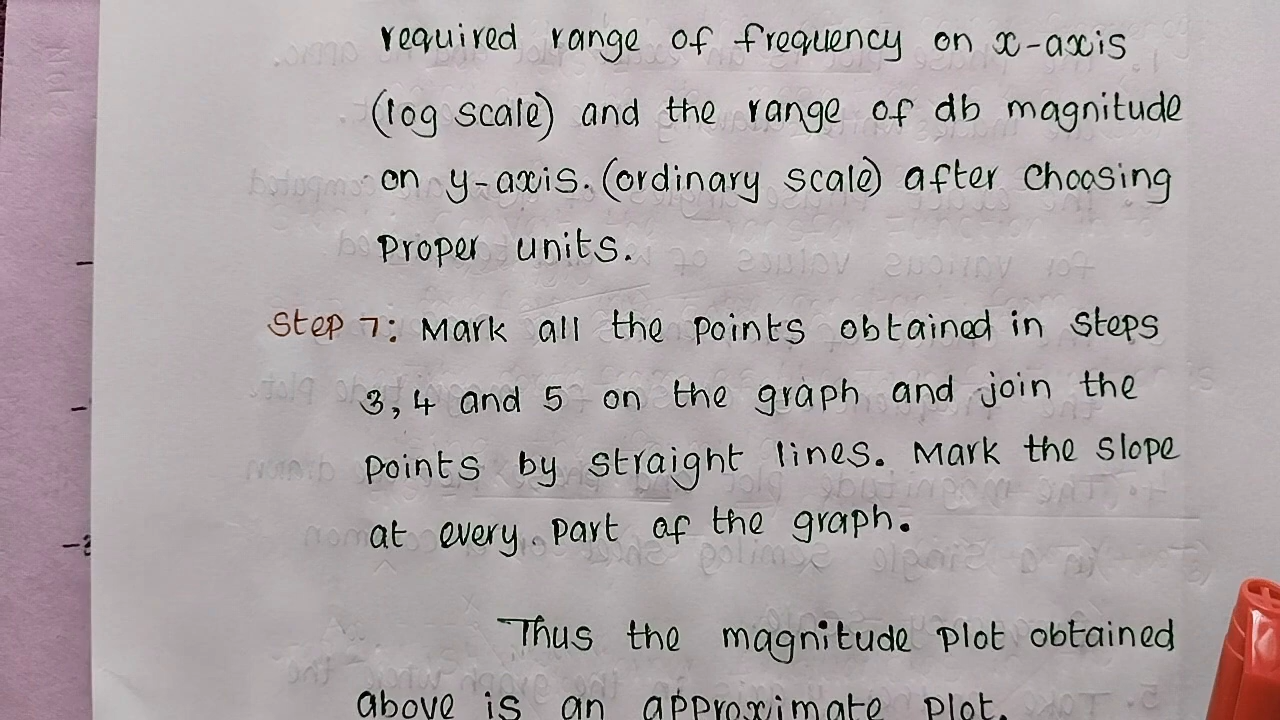 required range of frequency on x-axis
(log scale) and the range of db magnitude
on y-axis. (ordinary scale) after choosing
proper units.
Step 7: Mark all the points obtained in steps
3, 4 and 5 on the graph and join the
points by straight lines. Mark the slope
at every part of the graph.
Thus the magnitude plot obtained
above is an approximate plot.